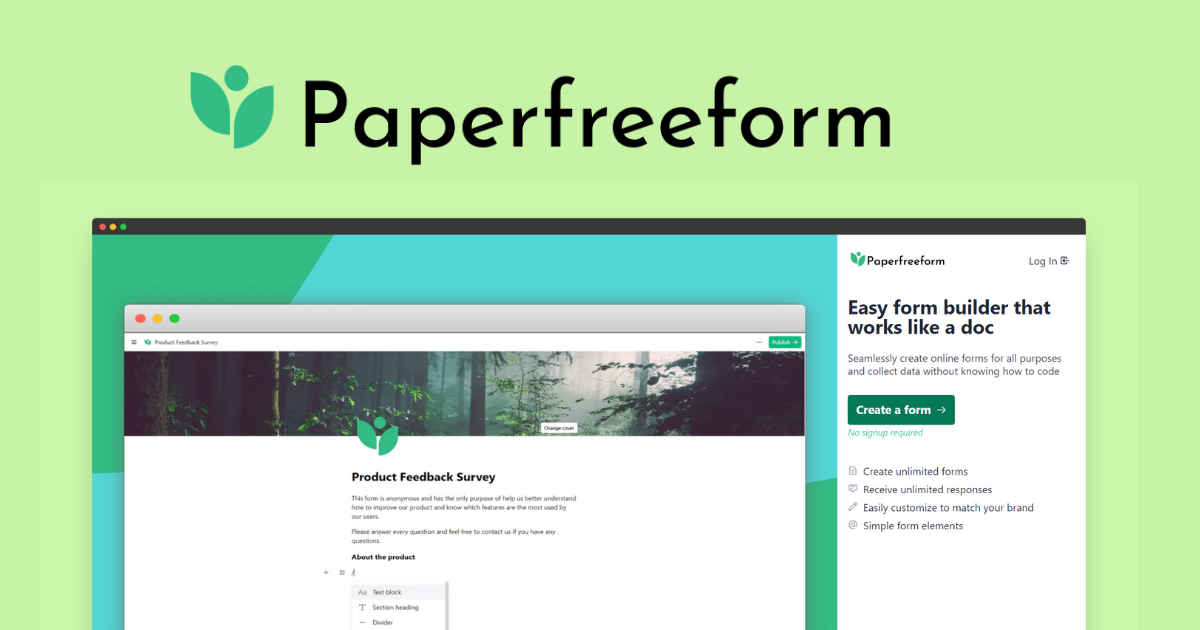 Paperfreeform
Paperfreeform
Log In
Easy form builder that
works like a doc
Seamlessly create online forms for all purposes
and collect data without knowing how to code
Create a form →
No signup required
Create unlimited forms
Receive unlimited responses
Easily customize to match your brand
Simple form elements
Product Feedback Survey
Publish →
Change cover
Product Feedback Survey
This form is anonymous and has the only purpose of help us better understand
how to improve our product and know which features are the most used by
our users.
Please answer every question and feel free to contact us if you have any
questions.
About the product
/
Aa Text block
T Section heading
Divider